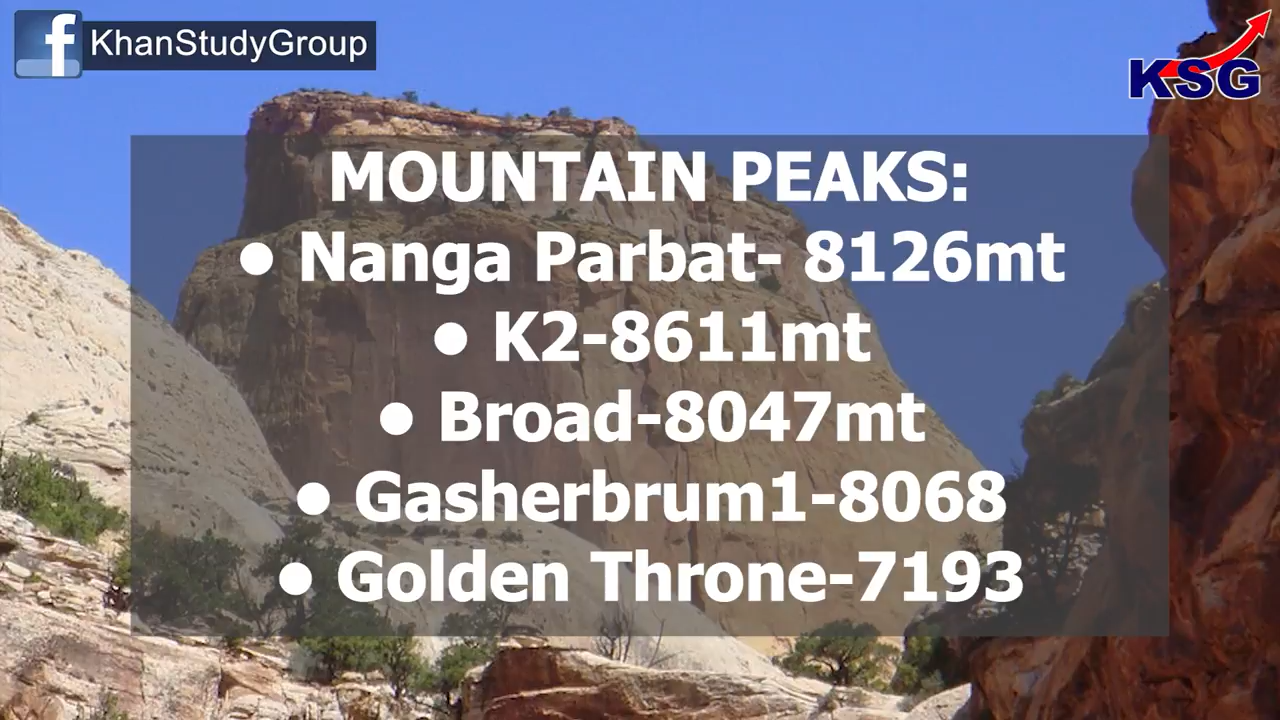 f KhanStudyGroup
KSG
MOUNTAIN PEAKS:
● Nanga Parbat- 8126mt
● K2-8611mt
● Broad-8047mt
● Gasherbrum1-8068
● Golden Throne-7193